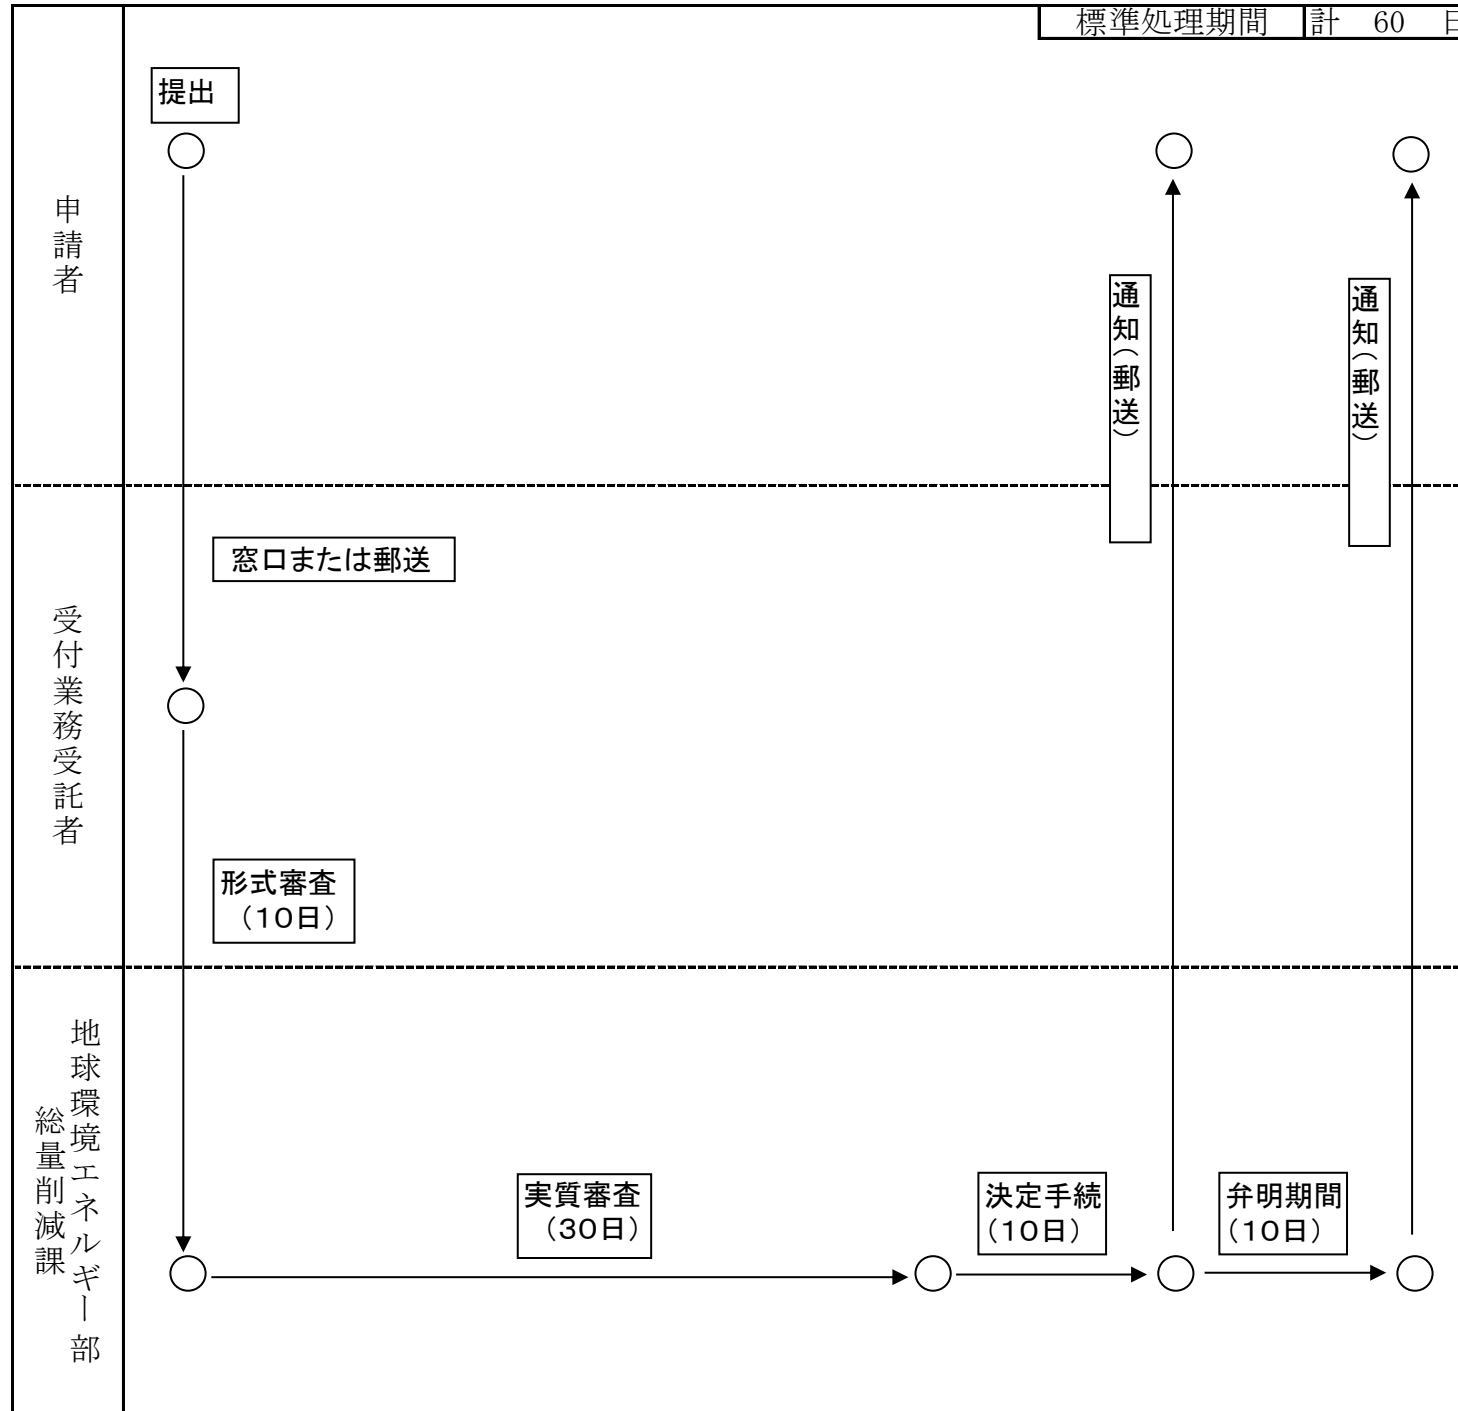 標準処理期間 計 60 日
提出
申請者
通知(郵送)
通知(郵送)
窓口または郵送
受付業務受託者
形式審査
(10日)
地球環境エネルギー部
総量削減課
実質審査
(30日)
決定手続
(10日)
弁明期間
(10日)